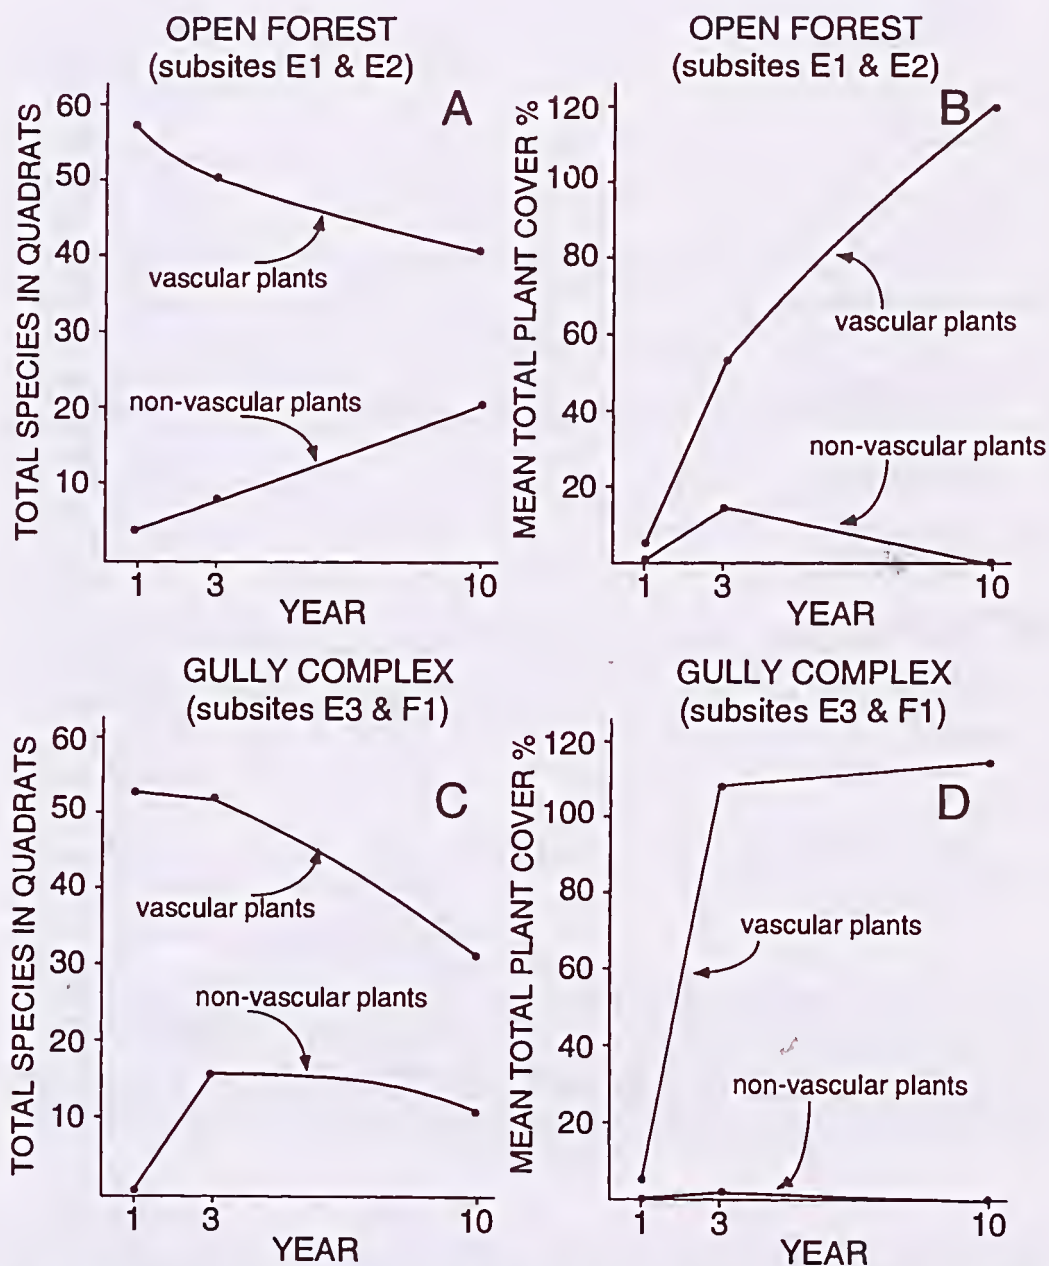 OPEN FOREST
(subsites E1 & E2)
A
TOTAL SPECIES IN QUADRATS
60
50
40
30
20
10
vascular plants
non-vascular plants
1
3
10
YEAR
OPEN FOREST
(subsites E1 & E2)
B
MEAN TOTAL PLANT COVER %
120
100
80
60
40
20
vascular plants
non-vascular plants
1
3
10
YEAR
GULLY COMPLEX
(subsites E3 & F1)
C
TOTAL SPECIES IN QUADRATS
60
50
40
30
20
10
vascular plants
non-vascular plants
1
3
10
YEAR
GULLY COMPLEX
(subsites E3 & F1)
D
MEAN TOTAL PLANT COVER %
120
100
80
60
40
20
vascular plants
non-vascular plants
1
3
10
YEAR